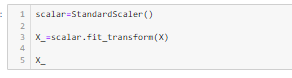 1 scalar=StandardScaler()
2
3 X_=scalar.fit_transform(X)
4
5 X_